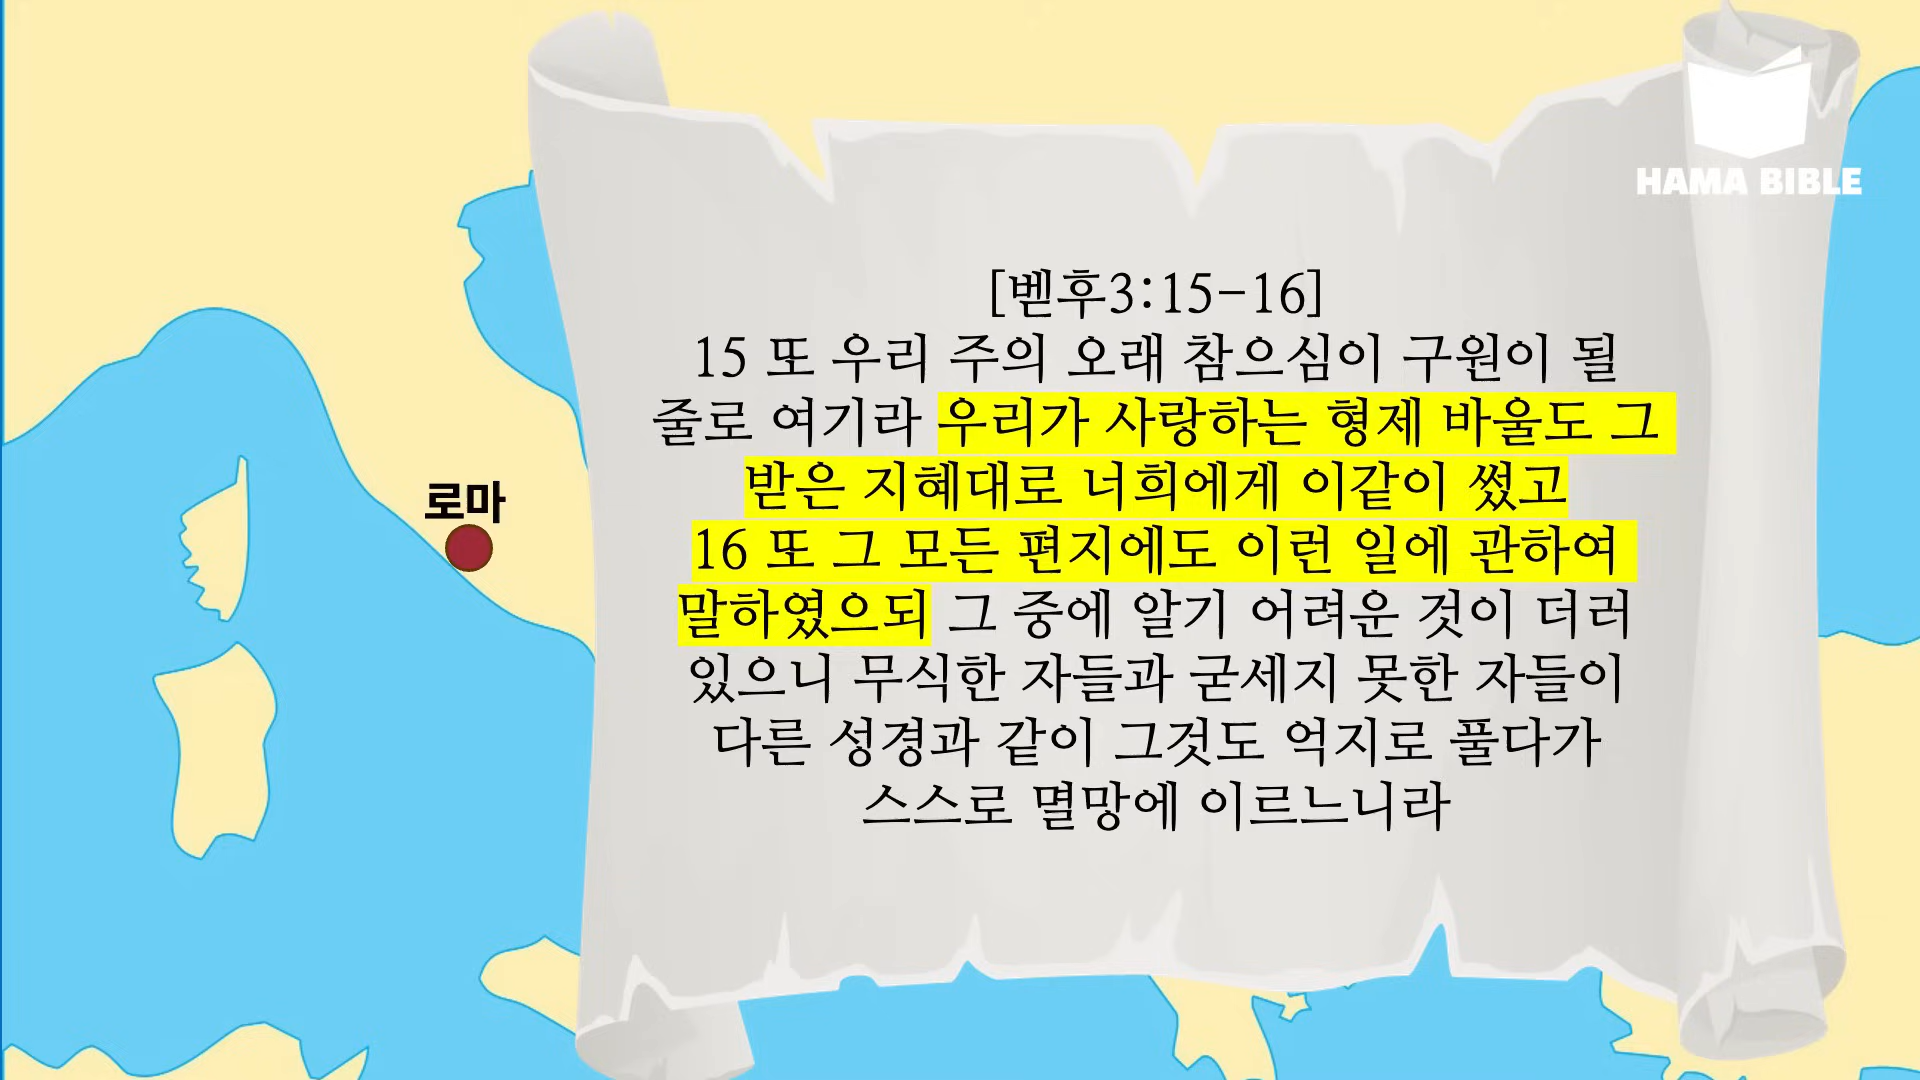 HAMA BIBLE
[벧후3:15-16]
15 또 우리 주의 오래 참으심이 구원이 될
줄로 여기라 우리가 사랑하는 형제 바울도 그
받은 지혜대로 너희에게 이같이 썼고
16 또 그 모든 편지에도 이런 일에 관하여
말하였으되 그 중에 알기 어려운 것이 더러
있으니 무식한 자들과 굳세지 못한 자들이
다른 성경과 같이 그것도 억지로 풀다가
스스로 멸망에 이르느니라
로마